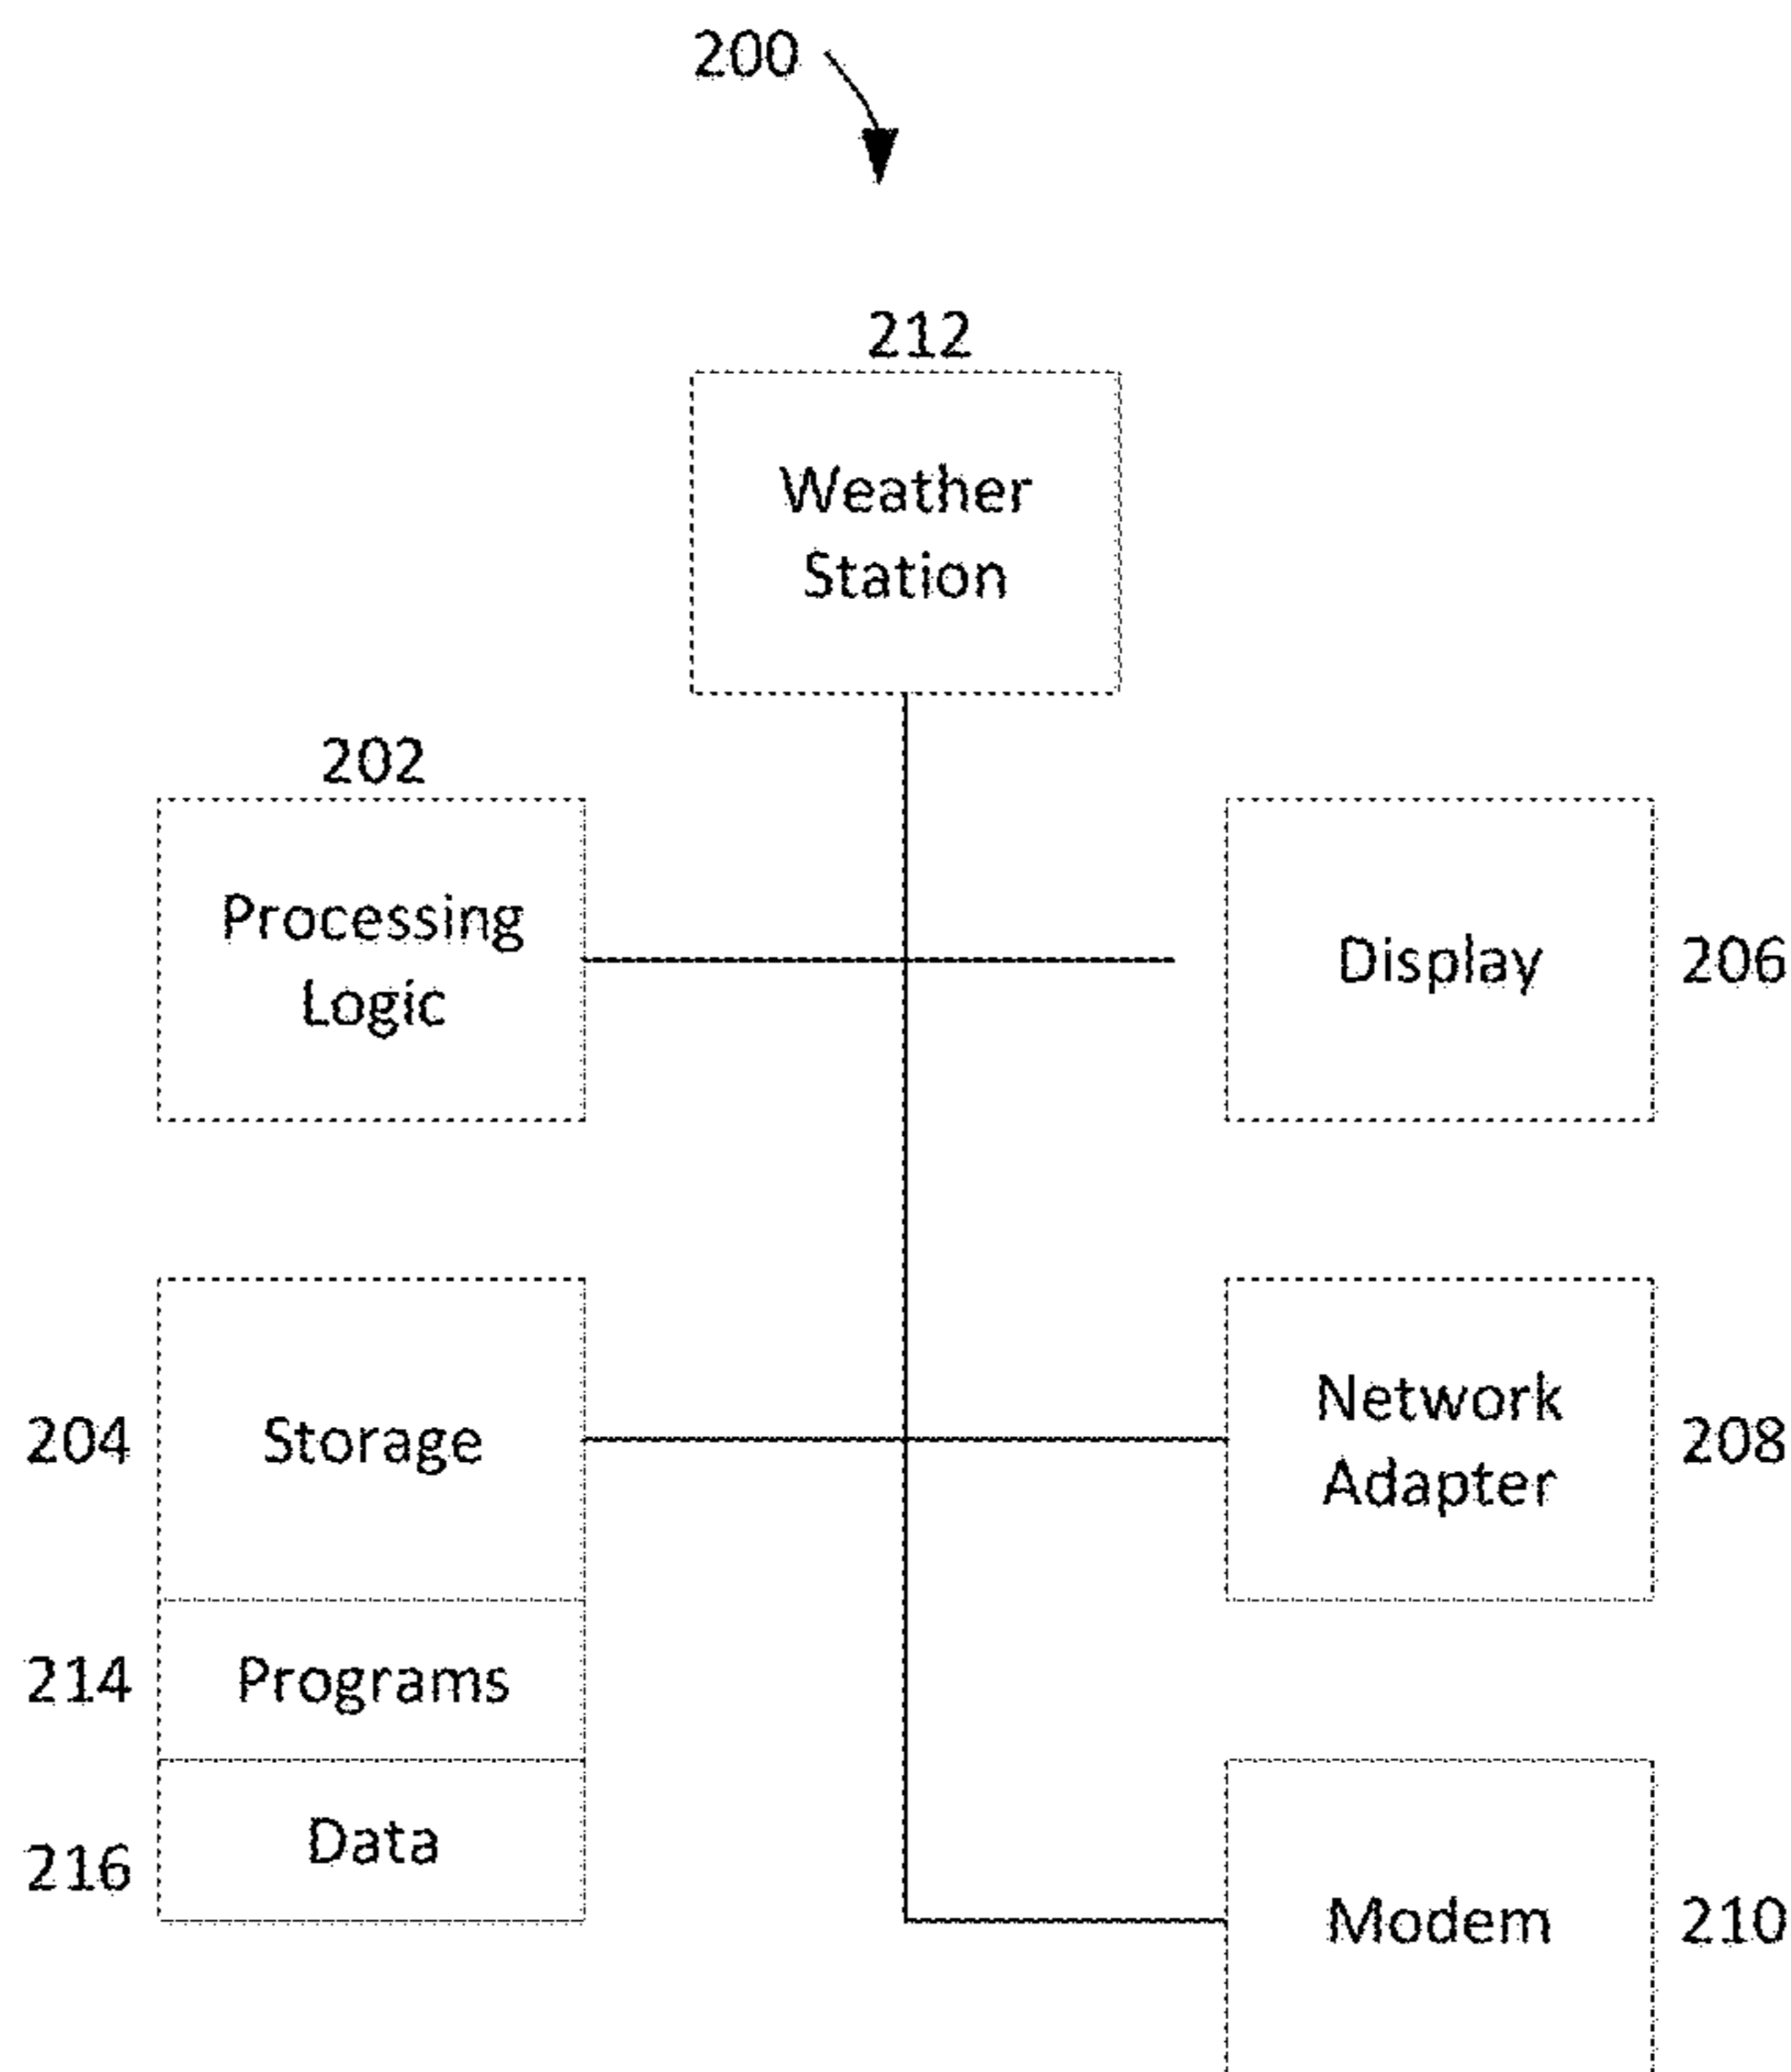 200
212
Weather
Station
202
Processing
Logic
Display
206
204
Storage
Network
Adapter
208
214
Programs
216
Data
Modem
210